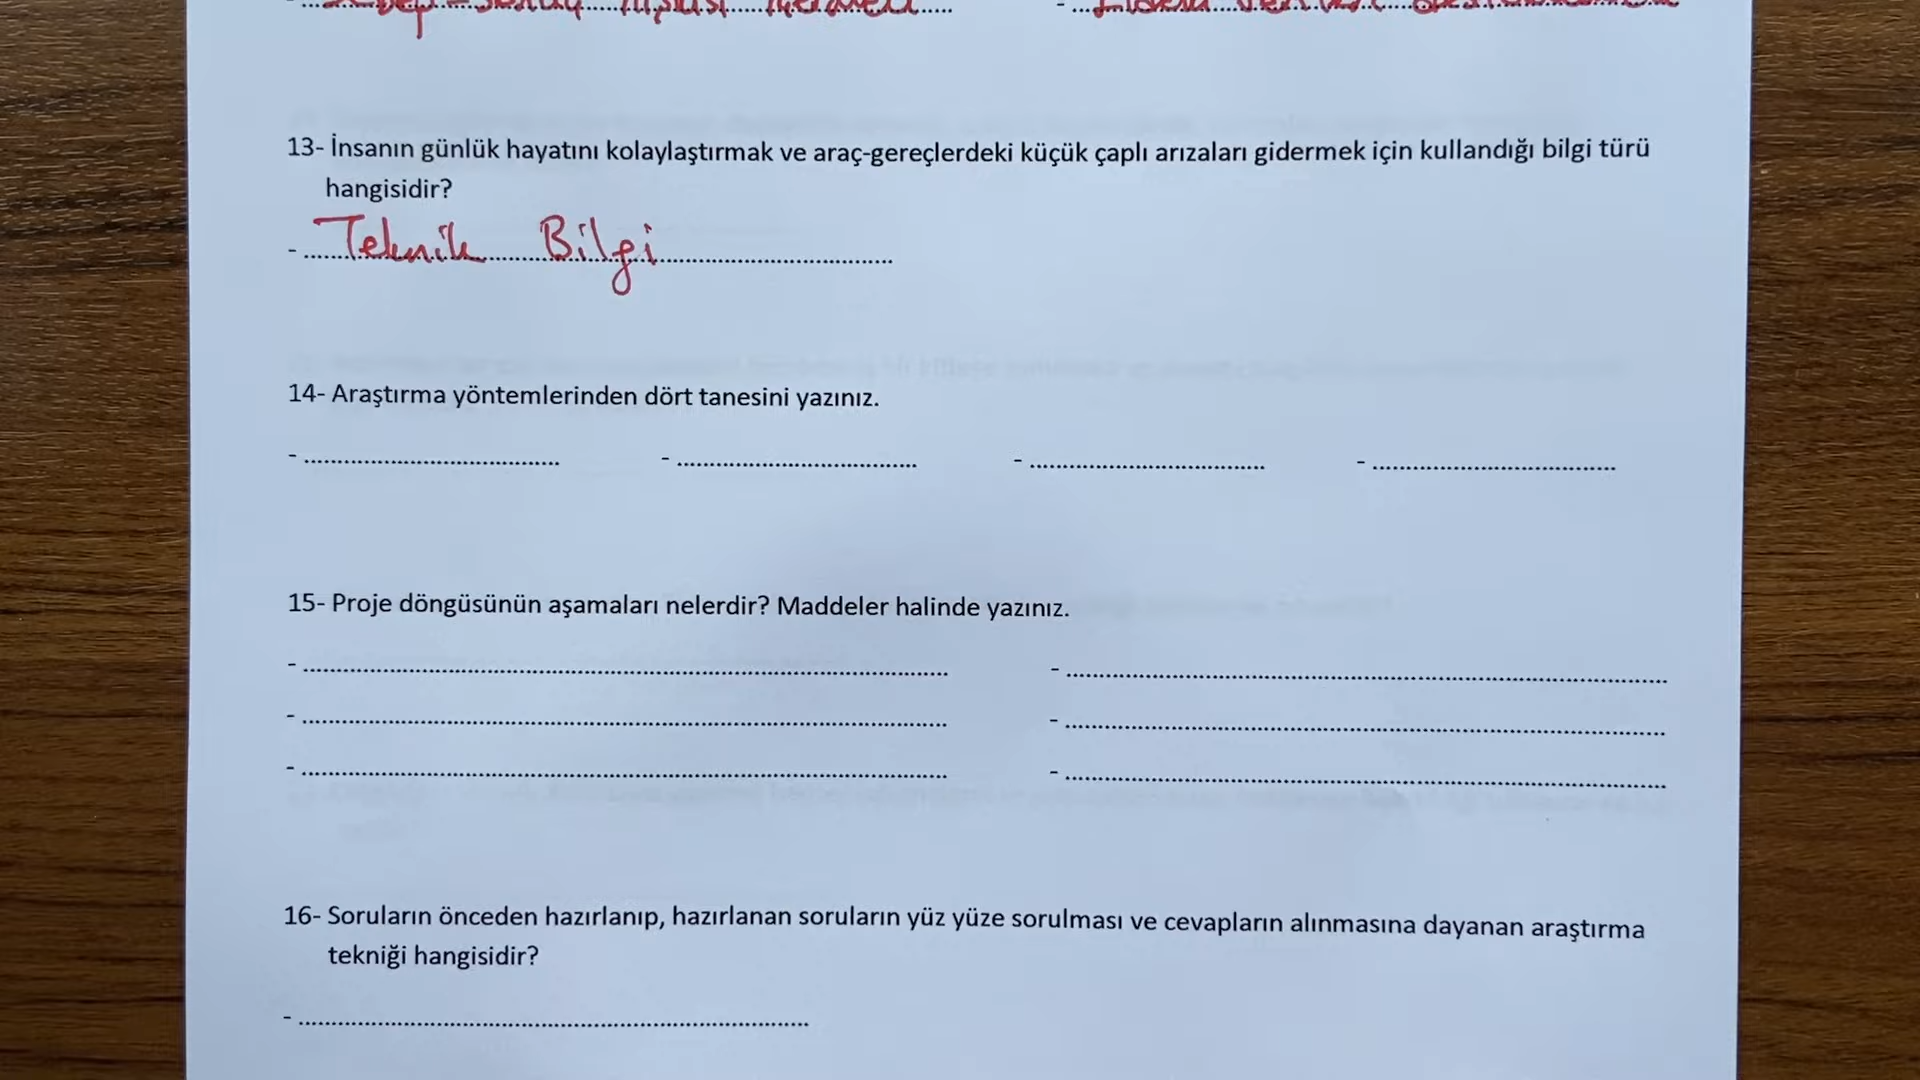 13- İnsanın günlük hayatını kolaylaştırmak ve araç-gereçlerdeki küçük çaplı arızaları gidermek için kullandığı bilgi türü
hangisidir?
- Teknik Bilgi
14- Araştırma yöntemlerinden dört tanesini yazınız.
- - - -
15- Proje döngüsünün aşamaları nelerdir? Maddeler halinde yazınız.
- -
- -
- -
16- Soruların önceden hazırlanıp, hazırlanan soruların yüz yüze sorulması ve cevapların alınmasına dayanan araştırma
tekniği hangisidir?
-